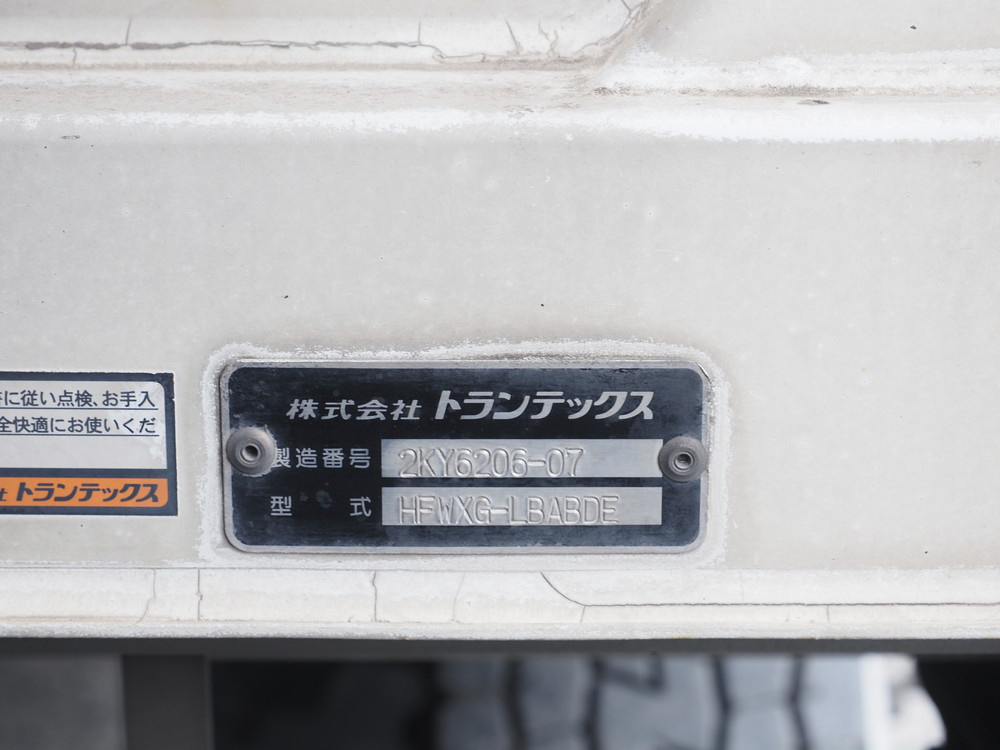 に従い点検、お手入
全快適にお使いくだ
社 トランテックス
株式会社 トランテックス
製造番号 2KY6206-07
型 式 HFWXG-LBABDE